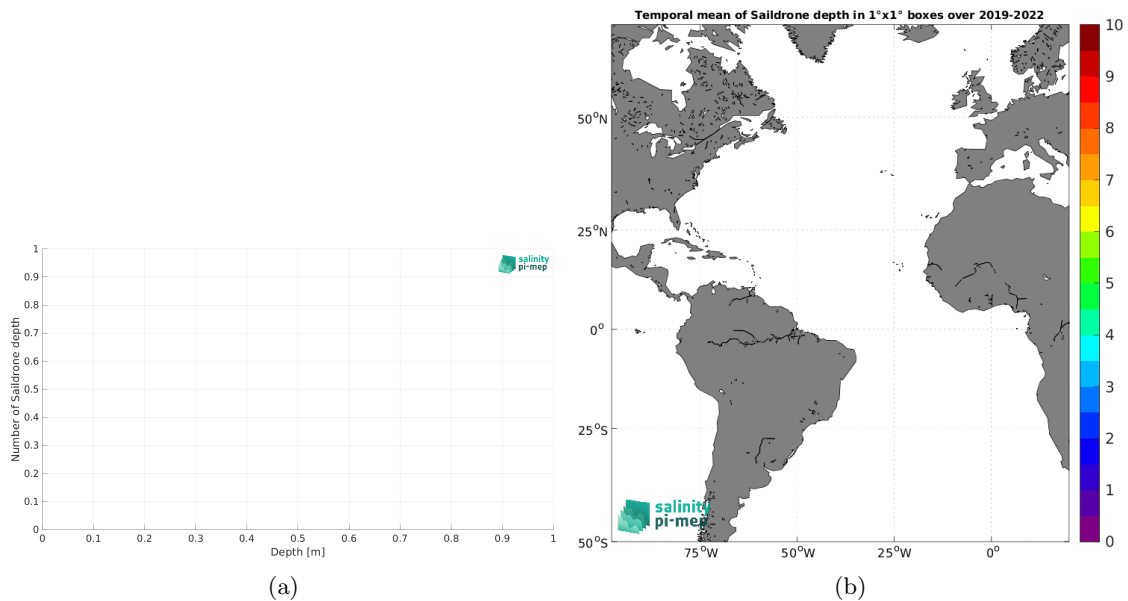 Temporal mean of Saildrone depth in 1°x1° boxes over 2019-2022
salinity
pi-mep
1
0.9
0.8
0.7
0.6
0.5
0.4
0.3
0.2
0.1
0
Number of Saildrone depth
0 0.1 0.2 0.3 0.4 0.5 0.6 0.7 0.8 0.9 1
Depth [m]
(a)
50°N
25°N
0°
25°S
50°S
75°W 50°W 25°W 0°
salinity
pi-mep
10
9
8
7
6
5
4
3
2
1
0
(b)